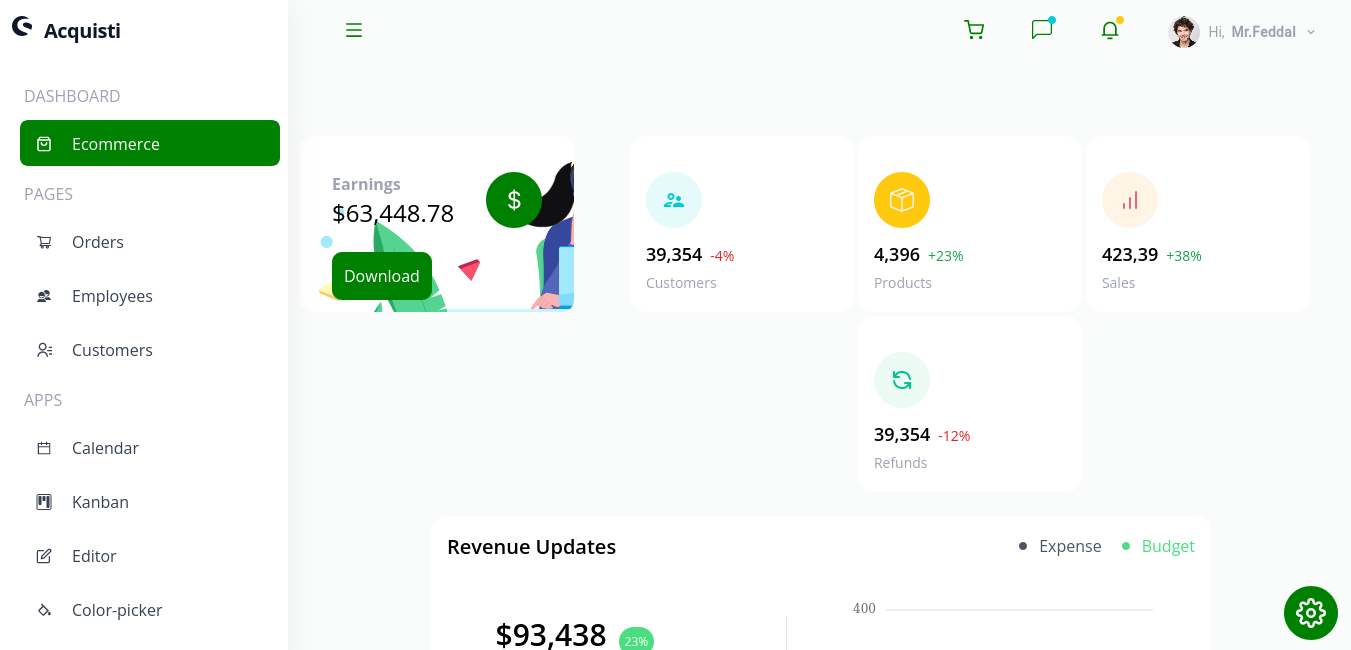 Acquisti
Hi, Mr.Feddal
DASHBOARD
Ecommerce
PAGES
Orders
Employees
Customers
APPS
Calendar
Kanban
Editor
Color-picker
Earnings
$63,448.78
$
Download
39,354 -4%
Customers
4,396 +23%
Products
423,39 +38%
Sales
39,354 -12%
Refunds
Revenue Updates
Expense
Budget
$93,438 23%
400